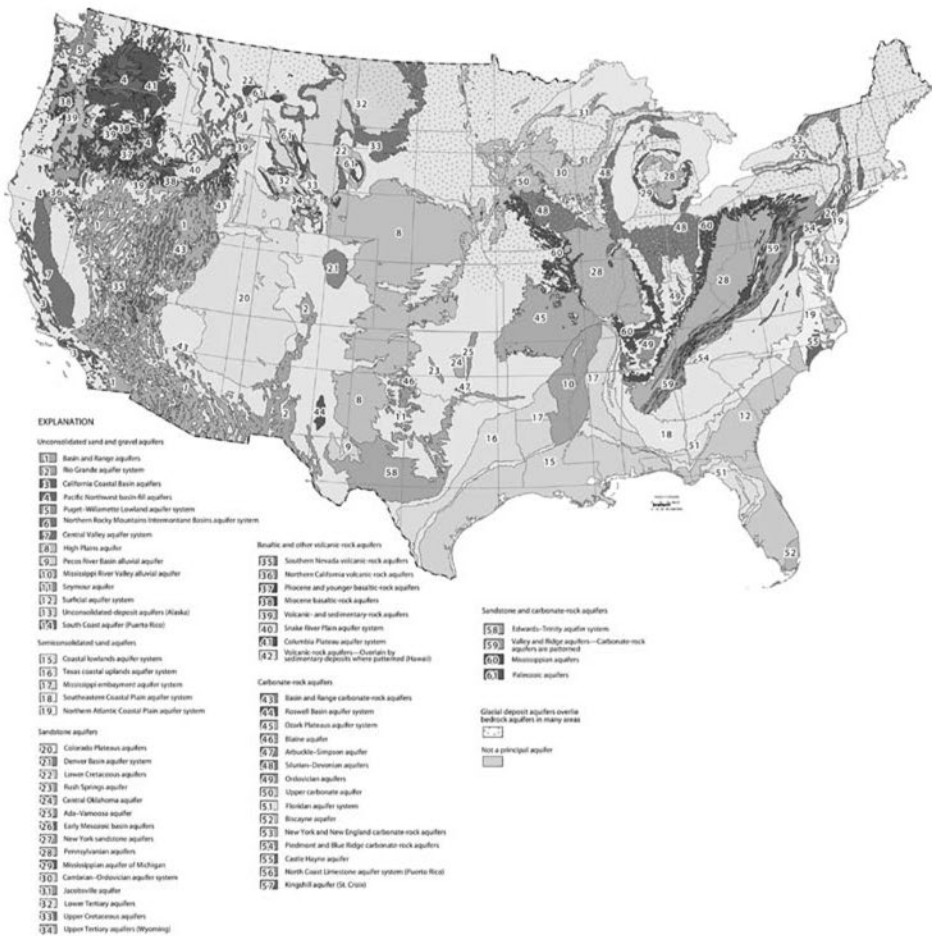 EXPLANATION
Unconsolidated sand and gravel aquifers
1 Basin and Range aquifers
2 Rio Grande aquifer system
3 California Coastal Basin aquifers
4 Pacific Northwest basin-fill aquifers
5 Puget–Willamette Lowland aquifer system
6 Northern Rocky Mountains Intermontane Basins aquifer system
7 Central Valley aquifer system
8 High Plains aquifer
9 Pecos River Basin alluvial aquifer
10 Mississippi River Valley alluvial aquifer
11 Seymour aquifer
12 Surficial aquifer system
13 Unconsolidated-deposit aquifers (Alaska)
14 South Coast aquifer (Puerto Rico)
Semiconsolidated sand aquifers
15 Coastal lowlands aquifer system
16 Texas coastal uplands aquifer system
17 Mississippi embayment aquifer system
18 Southeastern Coastal Plain aquifer system
19 Northern Atlantic Coastal Plain aquifer system
Sandstone aquifers
20 Colorado Plateaus aquifers
21 Denver Basin aquifer system
22 Lower Cretaceous aquifers
23 Rush Springs aquifer
24 Central Oklahoma aquifer
25 Ada–Vamoosa aquifer
26 Early Mesozoic basin aquifers
27 New York sandstone aquifers
28 Pennsylvanian aquifers
29 Mississippian aquifer of Michigan
30 Cambrian–Ordovician aquifer system
31 Jacobsville aquifer
32 Lower Tertiary aquifers
33 Upper Cretaceous aquifers
34 Upper Tertiary aquifers (Wyoming)
Basaltic and other volcanic-rock aquifers
35 Southern Nevada volcanic-rock aquifers
36 Northern California volcanic-rock aquifers
37 Pliocene and younger basaltic-rock aquifers
38 Miocene basaltic-rock aquifers
39 Volcanic- and sedimentary-rock aquifers
40 Snake River Plain aquifer system
41 Columbia Plateau aquifer system
42 Volcanic-rock aquifers—Overlain by
sedimentary deposits where patterned (Hawaii)
Carbonate-rock aquifers
43 Basin and Range carbonate-rock aquifers
44 Roswell Basin aquifer system
45 Ozark Plateaus aquifer system
46 Blaine aquifer
47 Arbuckle–Simpson aquifer
48 Silurian–Devonian aquifers
49 Ordovician aquifers
50 Upper carbonate aquifer
51 Floridan aquifer system
52 Biscayne aquifer
53 New York and New England carbonate-rock aquifers
54 Piedmont and Blue Ridge carbonate-rock aquifers
55 Castle Hayne aquifer
56 North Coast Limestone aquifer system (Puerto Rico)
57 Kingshill aquifer (St. Croix)
Sandstone and carbonate-rock aquifers
58 Edwards–Trinity aquifer system
59 Valley and Ridge aquifers—Carbonate-rock
aquifers are patterned
60 Mississippian aquifers
61 Paleozoic aquifers
Glacial deposit aquifers overlie
bedrock aquifers in many areas
Not a principal aquifer